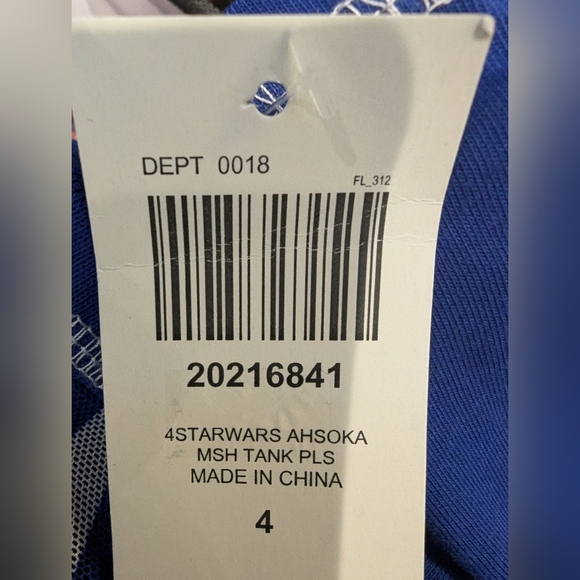 DEPT 0018
FL_312
20216841
4STARWARS AHSOKA
MSH TANK PLS
MADE IN CHINA
4